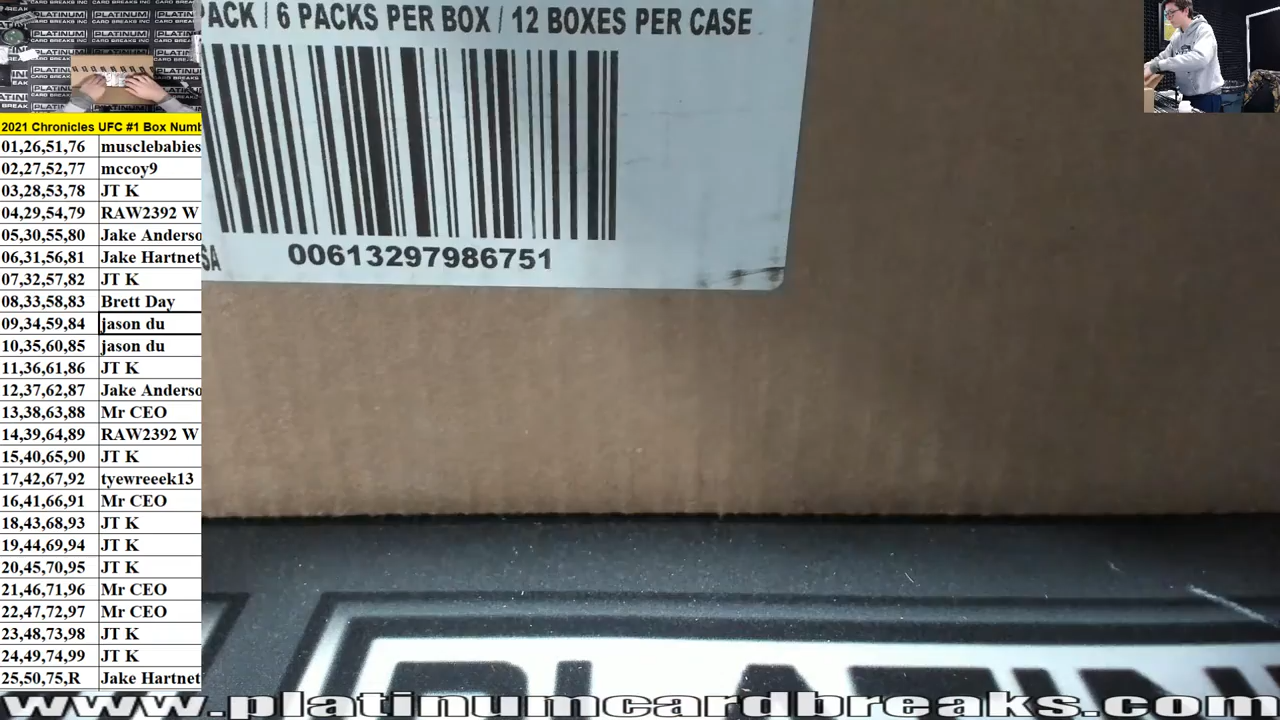 PACK / 6 PACKS PER BOX / 12 BOXES PER CASE
00613297986751
SA
PLATINUM
CARD BREAKS INC
2021 Chronicles UFC #1 Box Numb
01,26,51,76 musclebabies
02,27,52,77 mccoy9
03,28,53,78 JT K
04,29,54,79 RAW2392 W
05,30,55,80 Jake Anderso
06,31,56,81 Jake Hartnet
07,32,57,82 JT K
08,33,58,83 Brett Day
09,34,59,84 jason du
10,35,60,85 jason du
11,36,61,86 JT K
12,37,62,87 Jake Anderso
13,38,63,88 Mr CEO
14,39,64,89 RAW2392 W
15,40,65,90 JT K
17,42,67,92 tyewreeek13
16,41,66,91 Mr CEO
18,43,68,93 JT K
19,44,69,94 JT K
20,45,70,95 JT K
21,46,71,96 Mr CEO
22,47,72,97 Mr CEO
23,48,73,98 JT K
24,49,74,99 JT K
25,50,75,R Jake Hartnet
www.platinumcardbreaks.com